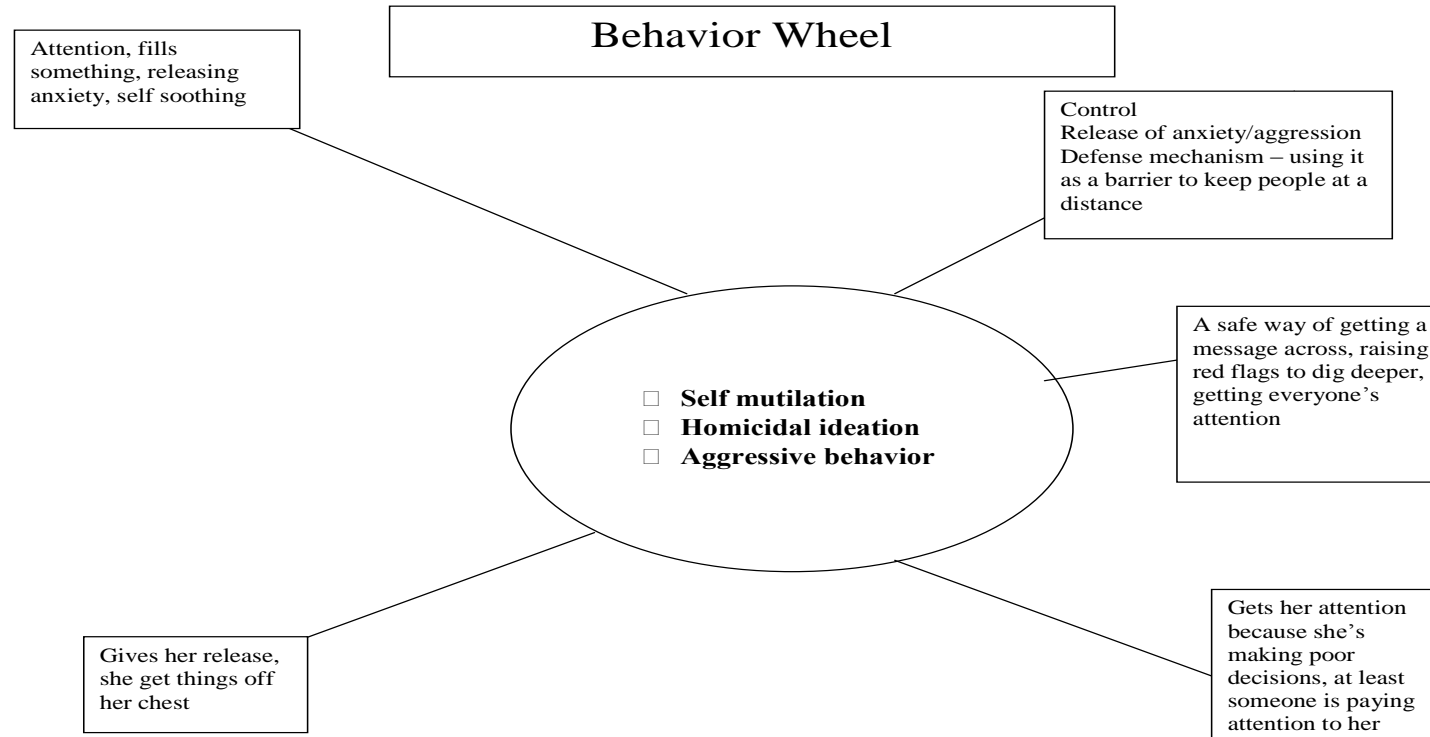 Behavior Wheel
Attention, fills
something, releasing
anxiety, self soothing
Control
Release of anxiety/aggression
Defense mechanism – using it
as a barrier to keep people at a
distance
A safe way of getting a
message across, raising
red flags to dig deeper,
getting everyone’s
attention
□ Self mutilation
□ Homicidal ideation
□ Aggressive behavior
Gives her release,
she get things off
her chest
Gets her attention
because she’s
making poor
decisions, at least
someone is paying
attention to her